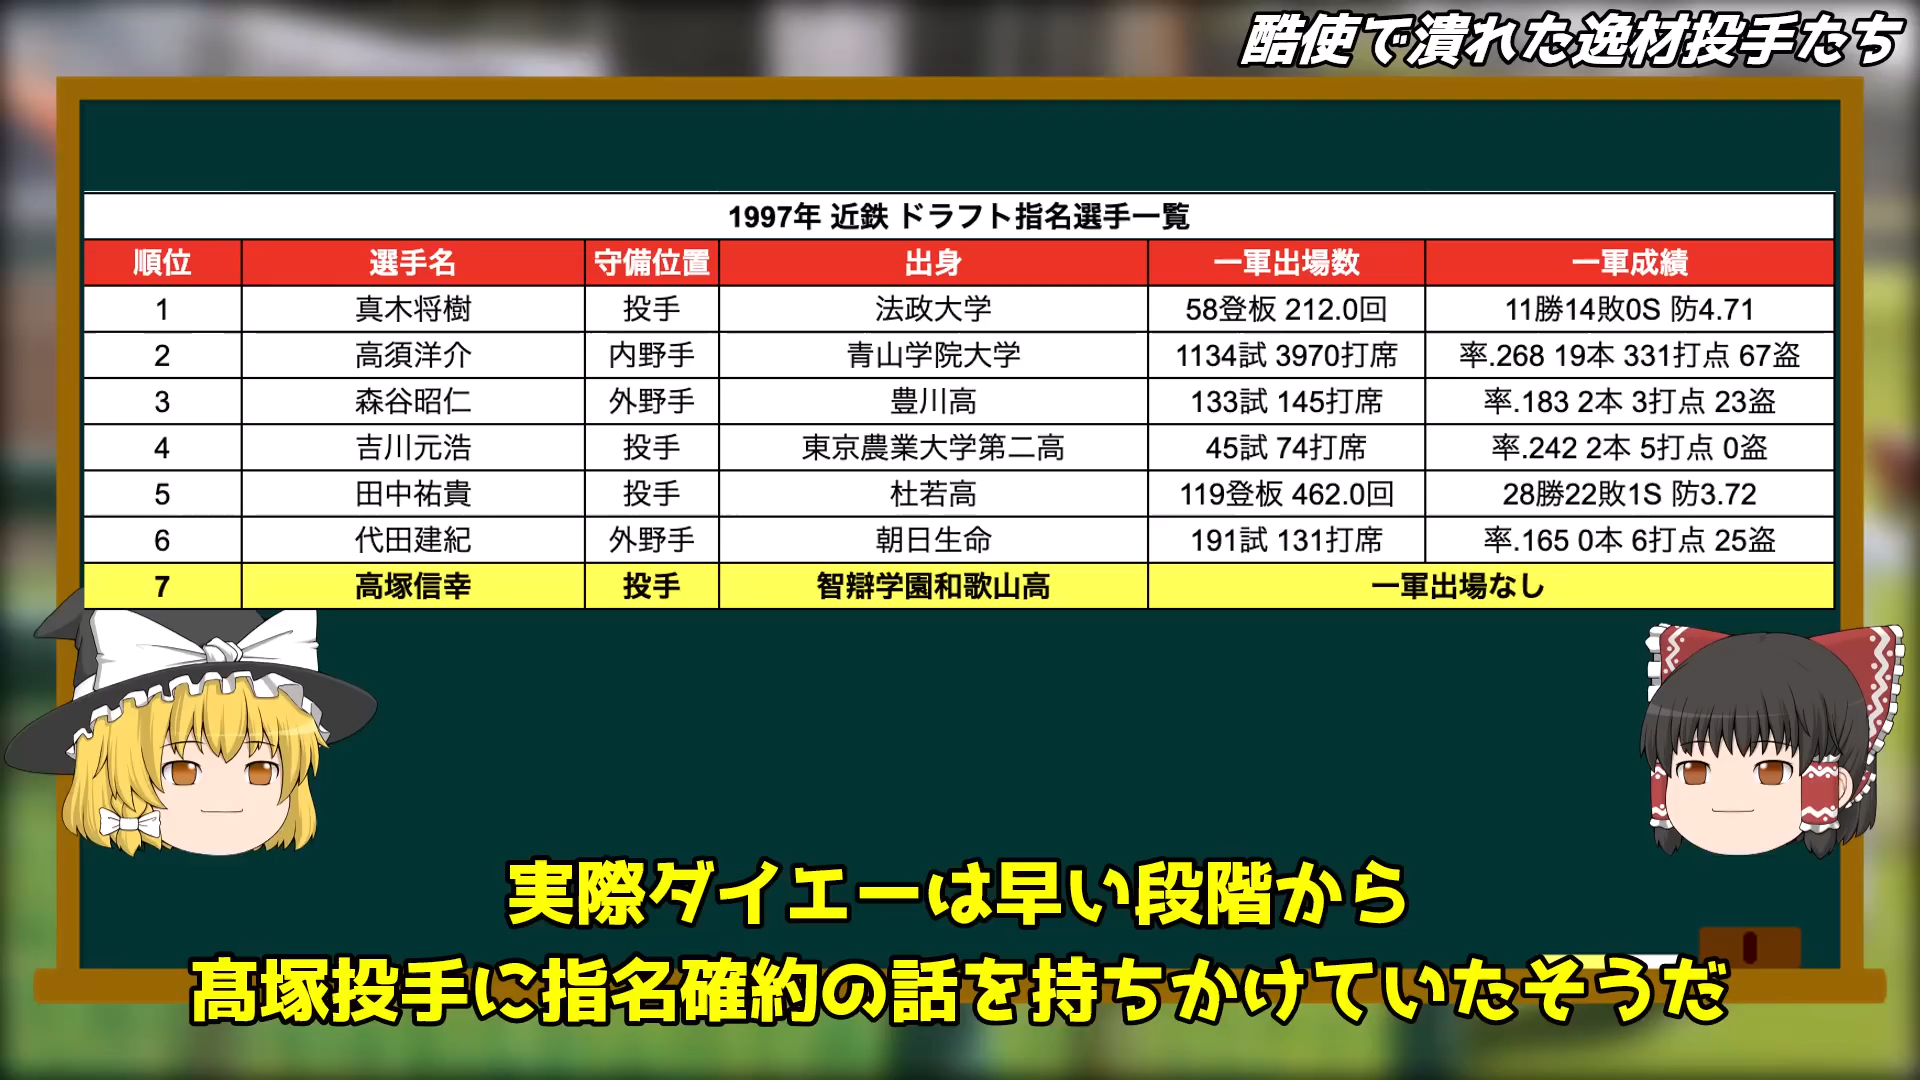 酷使で潰れた逸材投手たち
1997年 近鉄 ドラフト指名選手一覧
順位 選手名 守備位置 出身 一軍出場数 一軍成績
1 真木将樹 投手 法政大学 58登板 212.0回 11勝14敗0S 防4.71
2 高須洋介 内野手 青山学院大学 1134試 3970打席 率.268 19本 331打点 67盗
3 森谷昭仁 外野手 豊川高 133試 145打席 率.183 2本 3打点 23盗
4 吉川元浩 投手 東京農業大学第二高 45試 74打席 率.242 2本 5打点 0盗
5 田中祐貴 投手 杜若高 119登板 462.0回 28勝22敗1S 防3.72
6 代田建紀 外野手 朝日生命 191試 131打席 率.165 0本 6打点 25盗
7 高塚信幸 投手 智辯学園和歌山高 一軍出場なし
実際ダイエーは早い段階から
髙塚投手に指名確約の話を持ちかけていたそうだ